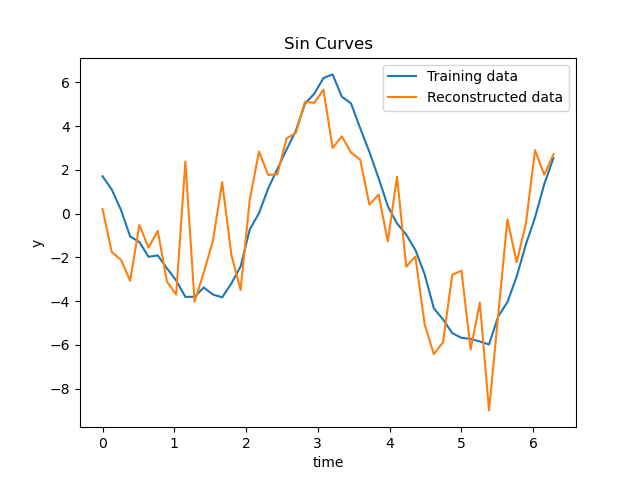 Sin Curves
Training data
Reconstructed data
6
4
2
0
−2
−4
−6
−8
y
0 1 2 3 4 5 6
time